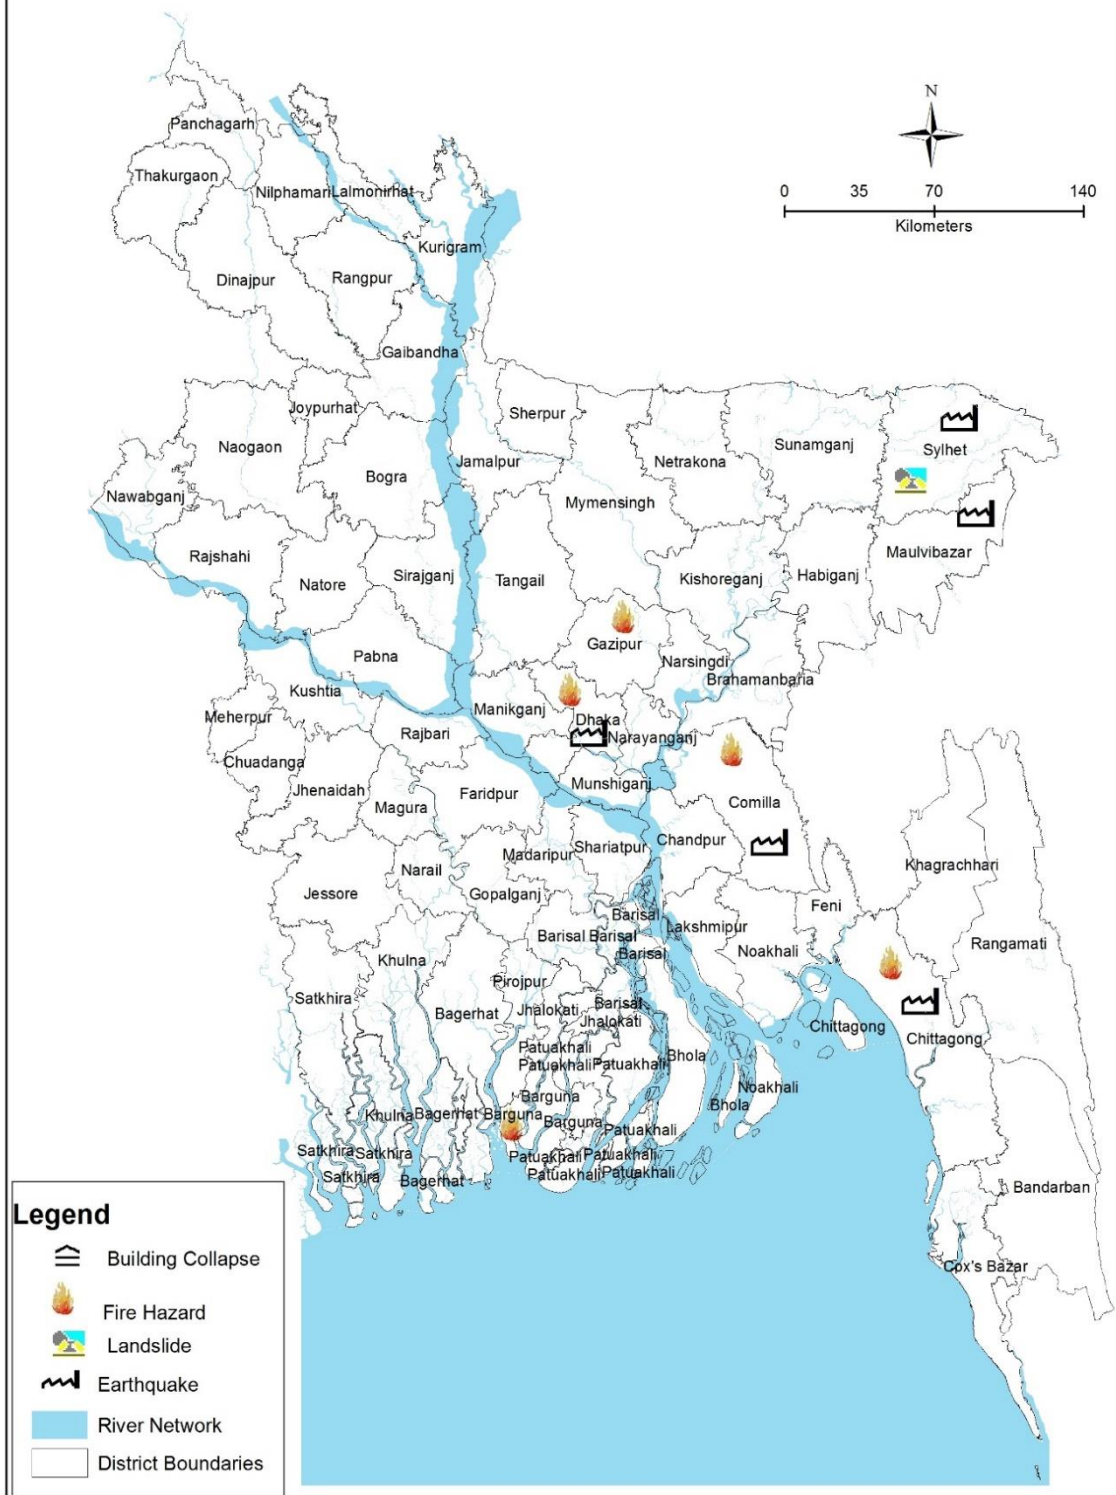 N
0 35 70 140
Kilometers
Panchagarh
Thakurgaon
Nilphamari
Lalmonirhat
Kurigram
Dinajpur
Rangpur
Gaibandha
Joypurhat
Sherpur
Naogaon
Bogra
Jamalpur
Netrakona
Sunamganj
Sylhet
Nawabganj
Mymensingh
Rajshahi
Natore
Sirajganj
Tangail
Kishoreganj
Habiganj
Maulvibazar
Gazipur
Pabna
Narsingdi
Brahamanbaria
Kushtia
Meherpur
Manikganj
Dhaka
Rajbari
Narayanganj
Chuadanga
Jhenaidah
Magura
Faridpur
Munshiganj
Comilla
Madaripur
Shariatpur
Chandpur
Narail
Jessore
Gopalganj
Khagrachhari
Feni
Barisal
Lakshmipur
Barisal
Barisal
Barisal
Noakhali
Rangamati
Khulna
Pirojpur
Satkhira
Bagerhat
Jhalokati
Barisal
Jhalokati
Chittagong
Chittagong
Patuakhali
Patuakhali
Patuakhali
Bhola
Noakhali
Barguna
Bhola
Khulna
Bagerhat
Barguna
Barguna
Patuakhali
Satkhira
Satkhira
Patuakhali
Patuakhali
Satkhira
Bagerhat
Patuakhali
Patuakhali
Bandarban
Cox's Bazar
Legend
Building Collapse
Fire Hazard
Landslide
Earthquake
River Network
District Boundaries